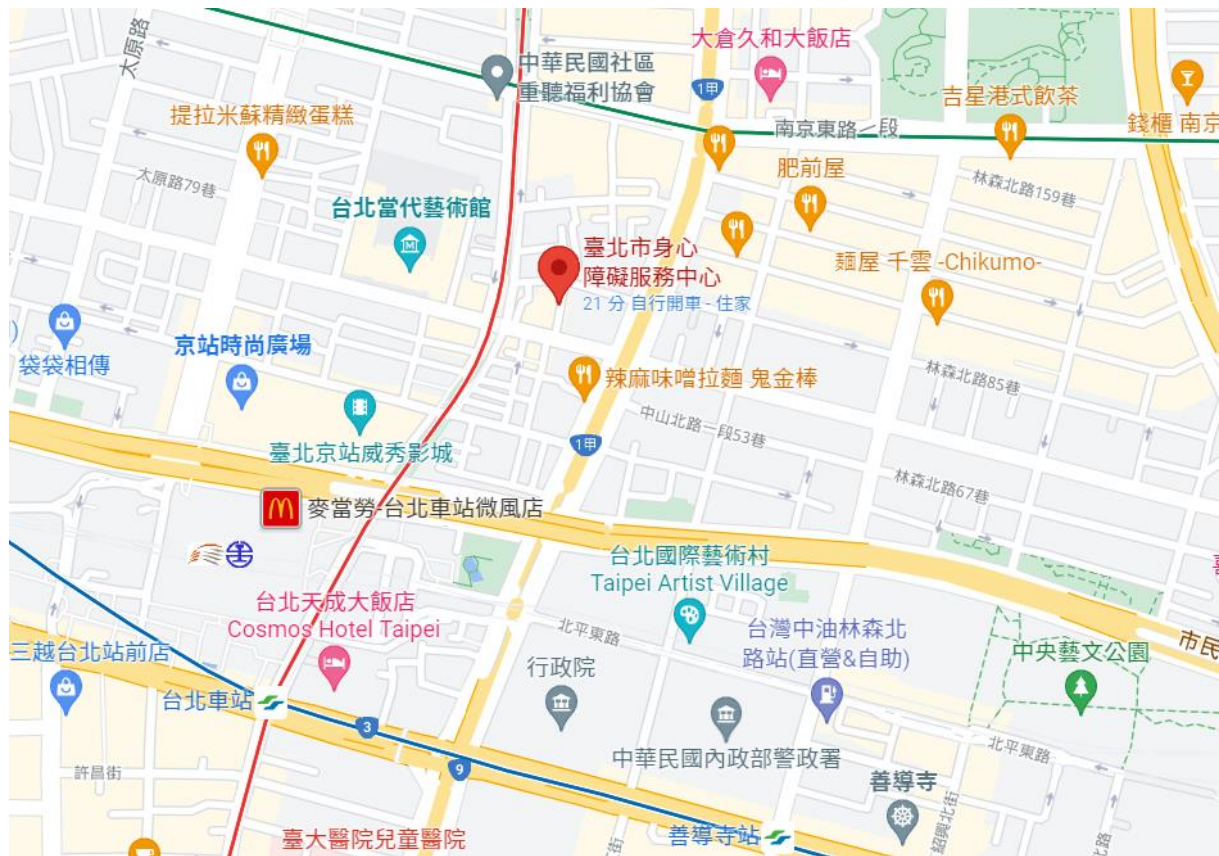 太原路
中華民國社區
重聽福利協會
大倉久和大飯店
1甲
吉星港式飲茶
錢櫃 南京
提拉米蘇精緻蛋糕
南京東路一段
太原路79巷
肥前屋
林森北路159巷
台北當代藝術館
臺北市身心
障礙服務中心
21 分 自行開車 - 住家
麵屋 千雲 -Chikumo-
京站時尚廣場
袋袋相傳
辣麻味噌拉麵 鬼金棒
林森北路85巷
中山北路一段53巷
1甲
臺北京站威秀影城
林森北路67巷
麥當勞-台北車站微風店
台北國際藝術村
Taipei Artist Village
台北天成大飯店
Cosmos Hotel Taipei
北平東路
台灣中油林森北
路站(直營&自助)
市民
三越台北站前店
行政院
中央藝文公園
台北車站
3
中華民國內政部警政署
北平東路
許昌街
9
善導寺
紹興北街
臺大醫院兒童醫院
善導寺站